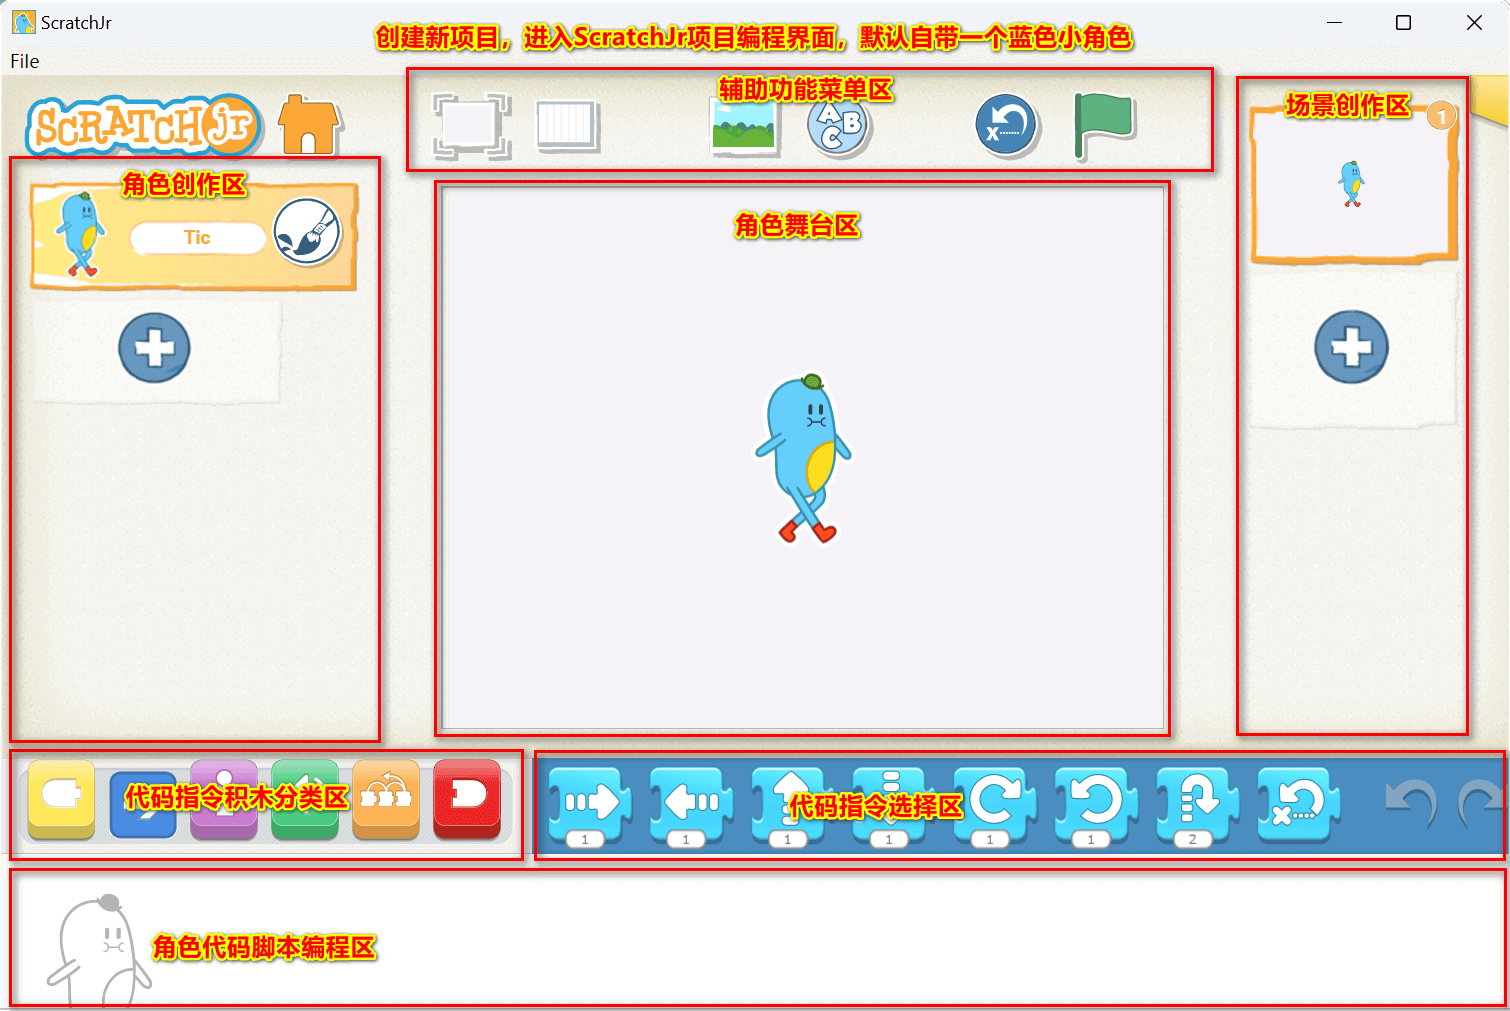 ScratchJr
创建新项目，进入ScratchJr项目编程界面，默认自带一个蓝色小角色
File
辅助功能菜单区
场景创作区
1
SCRATCHJr
ABC
角色创作区
Tic
角色舞台区
代码指令积木分类区
代码指令选择区
1 1 1 1 1 1 2
角色代码脚本编程区